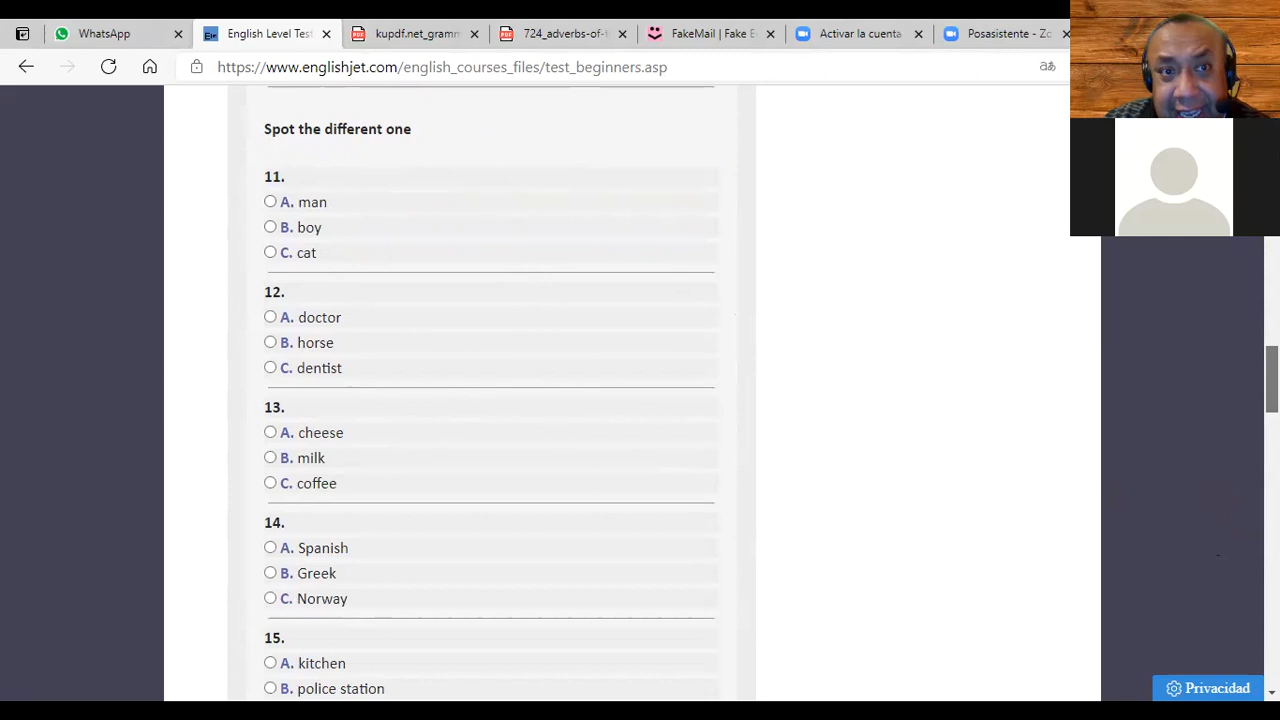 WhatsApp
English Level Test
kupdf.net_gramm
724_adverbs-of-
FakeMail | Fake E
Activar la cuenta
Posasistente - Zo
https://www.englishjet.com/english_courses_files/test_beginners.asp
Spot the different one
11.
A. man
B. boy
C. cat
12.
A. doctor
B. horse
C. dentist
13.
A. cheese
B. milk
C. coffee
14.
A. Spanish
B. Greek
C. Norway
15.
A. kitchen
B. police station
Privacidad